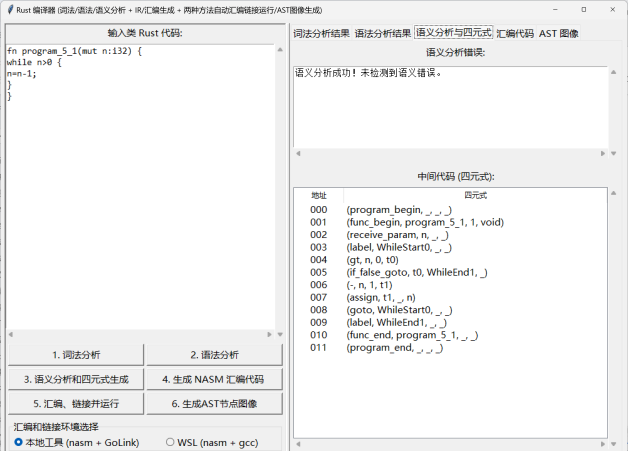 Rust 编译器 (词法/语法/语义分析 + IR/汇编生成 + 两种方法自动汇编链接运行/AST图像生成)
输入类 Rust 代码:
fn program_5_1(mut n:i32) {
while n>0 {
n=n-1;
}
}
1. 词法分析
2. 语法分析
3. 语义分析和四元式生成
4. 生成 NASM 汇编代码
5. 汇编、链接并运行
6. 生成AST节点图像
汇编和链接环境选择
本地工具 (nasm + GoLink)
WSL (nasm + gcc)
词法分析结果 语法分析结果 语义分析与四元式 汇编代码 AST 图像
语义分析错误:
语义分析成功! 未检测到语义错误。
中间代码 (四元式):
地址 四元式
000 (program_begin, _, _, _)
001 (func_begin, program_5_1, 1, void)
002 (receive_param, n, _, _)
003 (label, WhileStart0, _, _)
004 (gt, n, 0, t0)
005 (if_false_goto, t0, WhileEnd1, _)
006 (-, n, 1, t1)
007 (assign, t1, _, n)
008 (goto, WhileStart0, _, _)
009 (label, WhileEnd1, _, _)
010 (func_end, program_5_1, _, _)
011 (program_end, _, _, _)